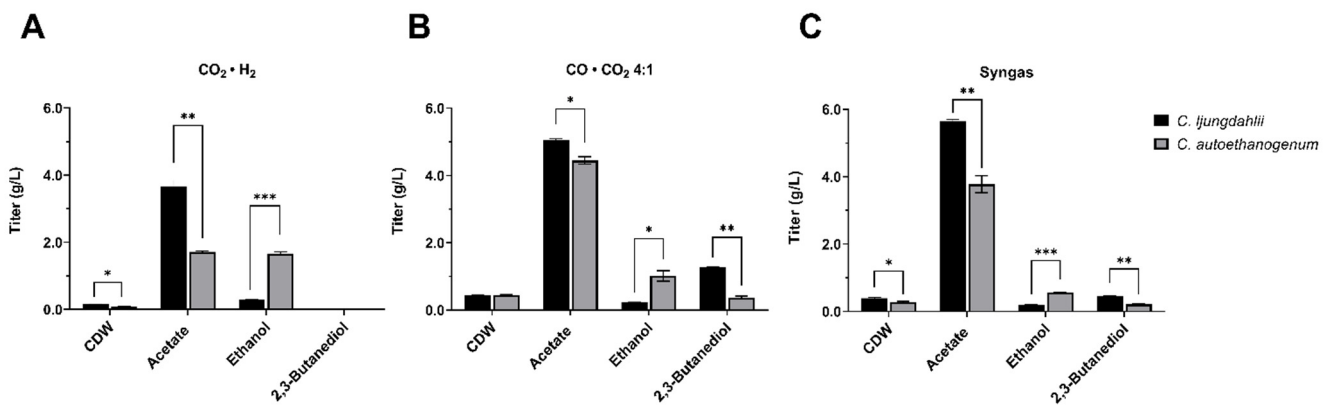 A
CO₂ • H₂
Titer (g/L)
6.0
4.0
2.0
0.0
**
***
*
CDW
Acetate
Ethanol
2,3-Butanediol
B
CO • CO₂ 4:1
Titer (g/L)
6.0
4.0
2.0
0.0
*
*
**
CDW
Acetate
Ethanol
2,3-Butanediol
C
Syngas
Titer (g/L)
6.0
4.0
2.0
0.0
**
*
***
**
CDW
Acetate
Ethanol
2,3-Butanediol
C. ljungdahlii
C. autoethanogenum